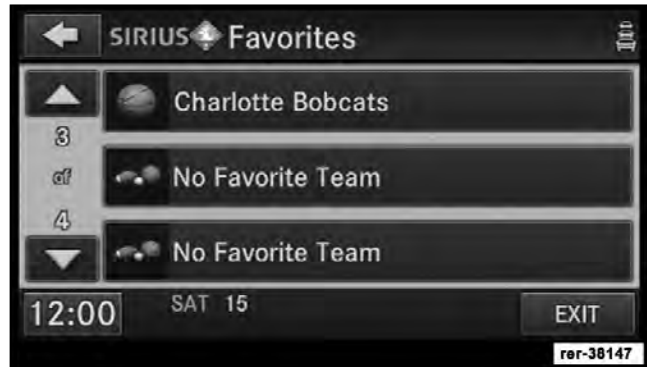 SIRIUS Favorites
Charlotte Bobcats
3
of
4
No Favorite Team
No Favorite Team
12:00
SAT 15
EXIT
rer-38147